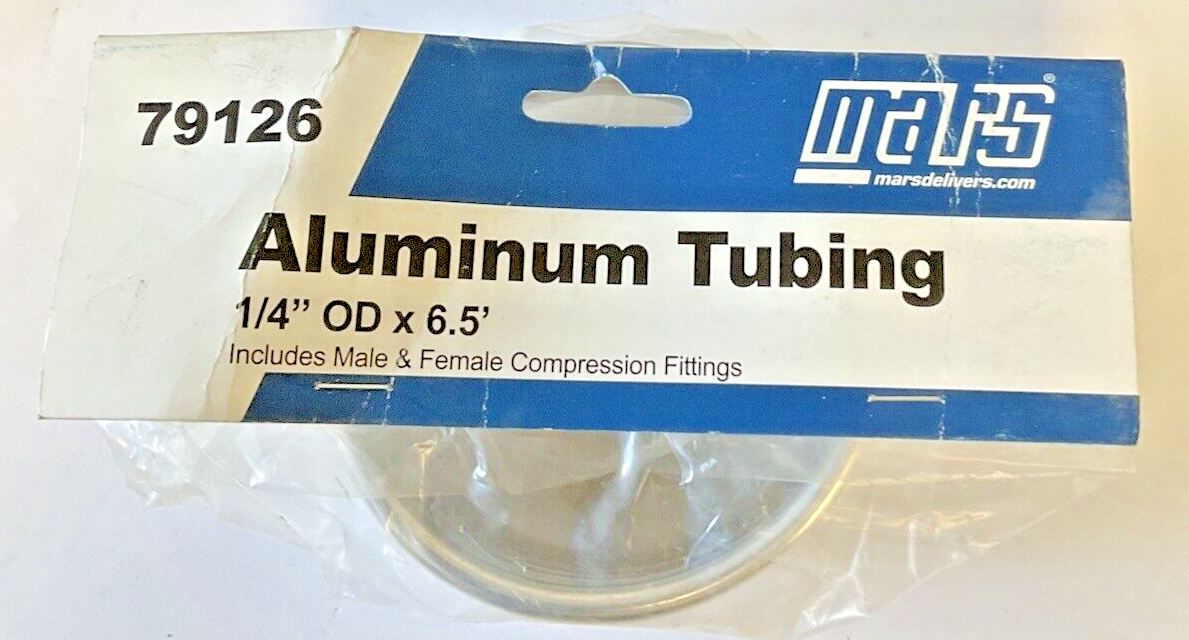 79126
mars®
marsdelivers.com
Aluminum Tubing
1/4” OD x 6.5’
Includes Male & Female Compression Fittings